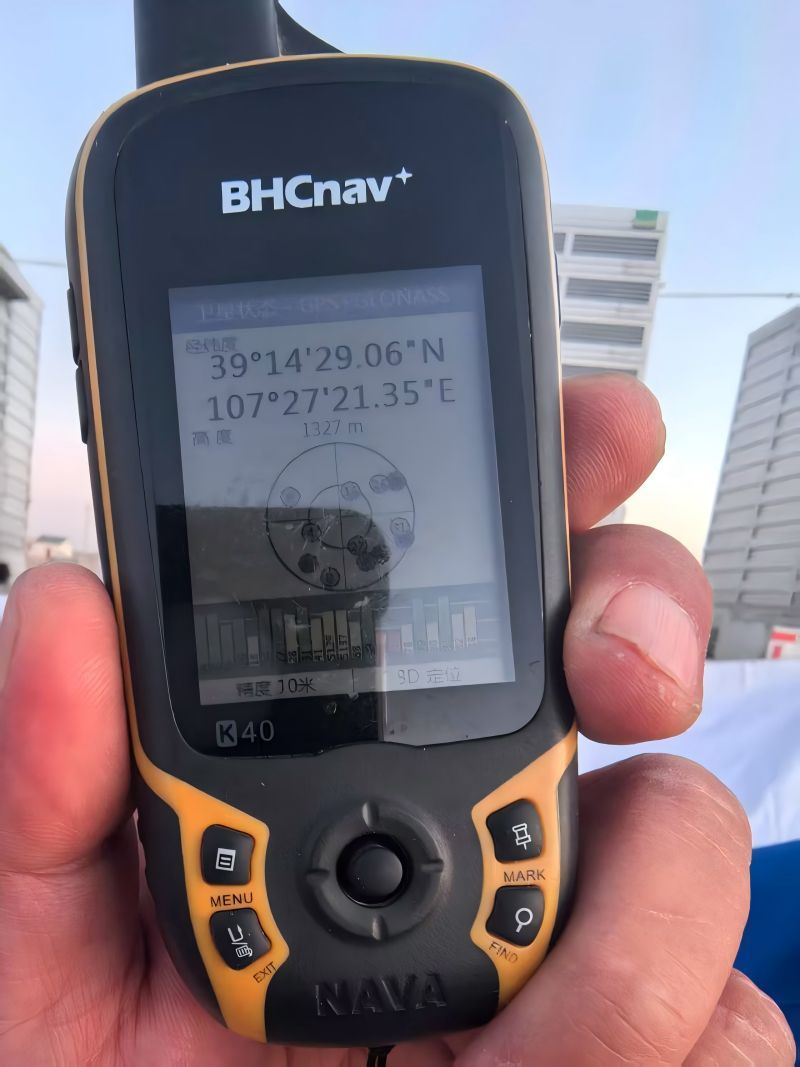 BHCnav
卫星状态 - GPS+GLONASS
经纬度
39°14'29.06"N
107°27'21.35"E
高度
1327 m
精度 10米
3D 定位
K40
MENU
MARK
EXIT
FIND
NAVA